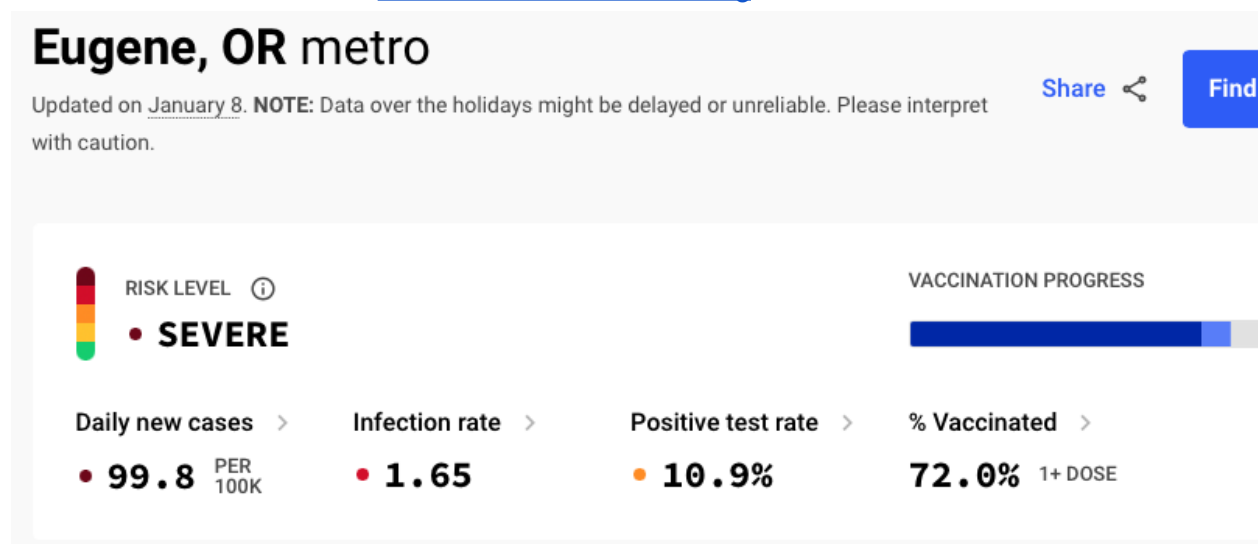 Eugene, OR metro
Updated on January 8. NOTE: Data over the holidays might be delayed or unreliable. Please interpret
with caution.
Share
Find
RISK LEVEL
SEVERE
VACCINATION PROGRESS
Daily new cases
99.8 PER 100K
Infection rate
1.65
Positive test rate
10.9%
% Vaccinated
72.0% 1+ DOSE